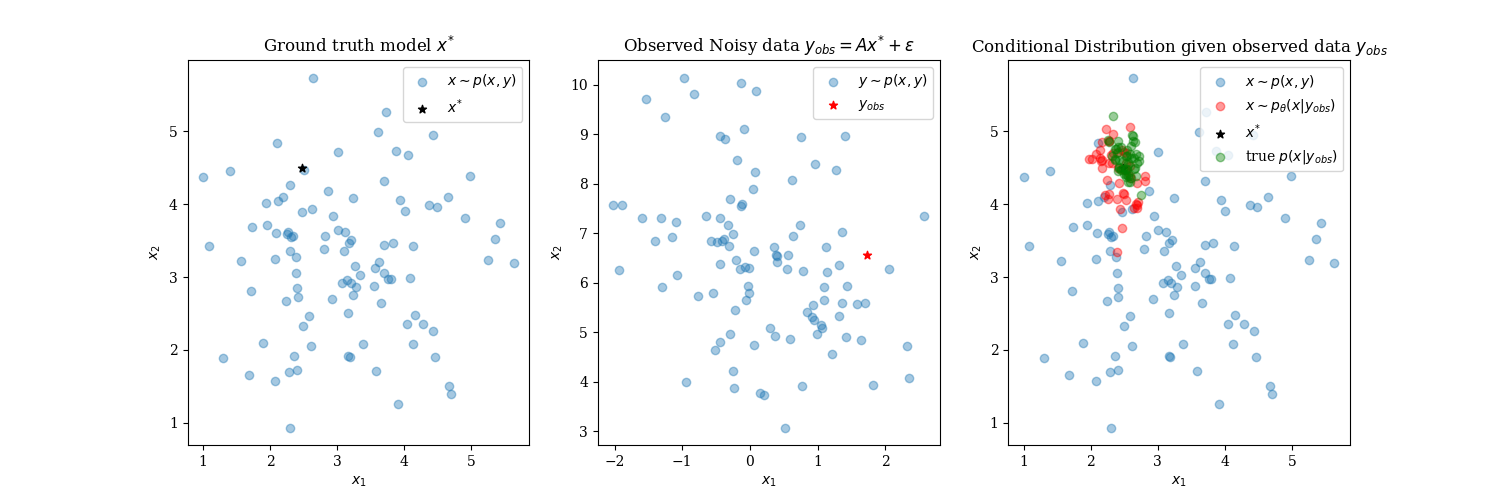 Ground truth model x*
x ~ p(x, y)
x*
5
4
3
2
1
x₂
1 2 3 4 5
x₁
Observed Noisy data y_obs = Ax* + ε
y ~ p(x, y)
y_obs
10
9
8
7
6
5
4
3
x₂
−2 −1 0 1 2
x₁
Conditional Distribution given observed data y_obs
x ~ p(x, y)
x ~ p_θ(x|y_obs)
x*
true p(x|y_obs)
5
4
3
2
1
x₂
1 2 3 4 5
x₁